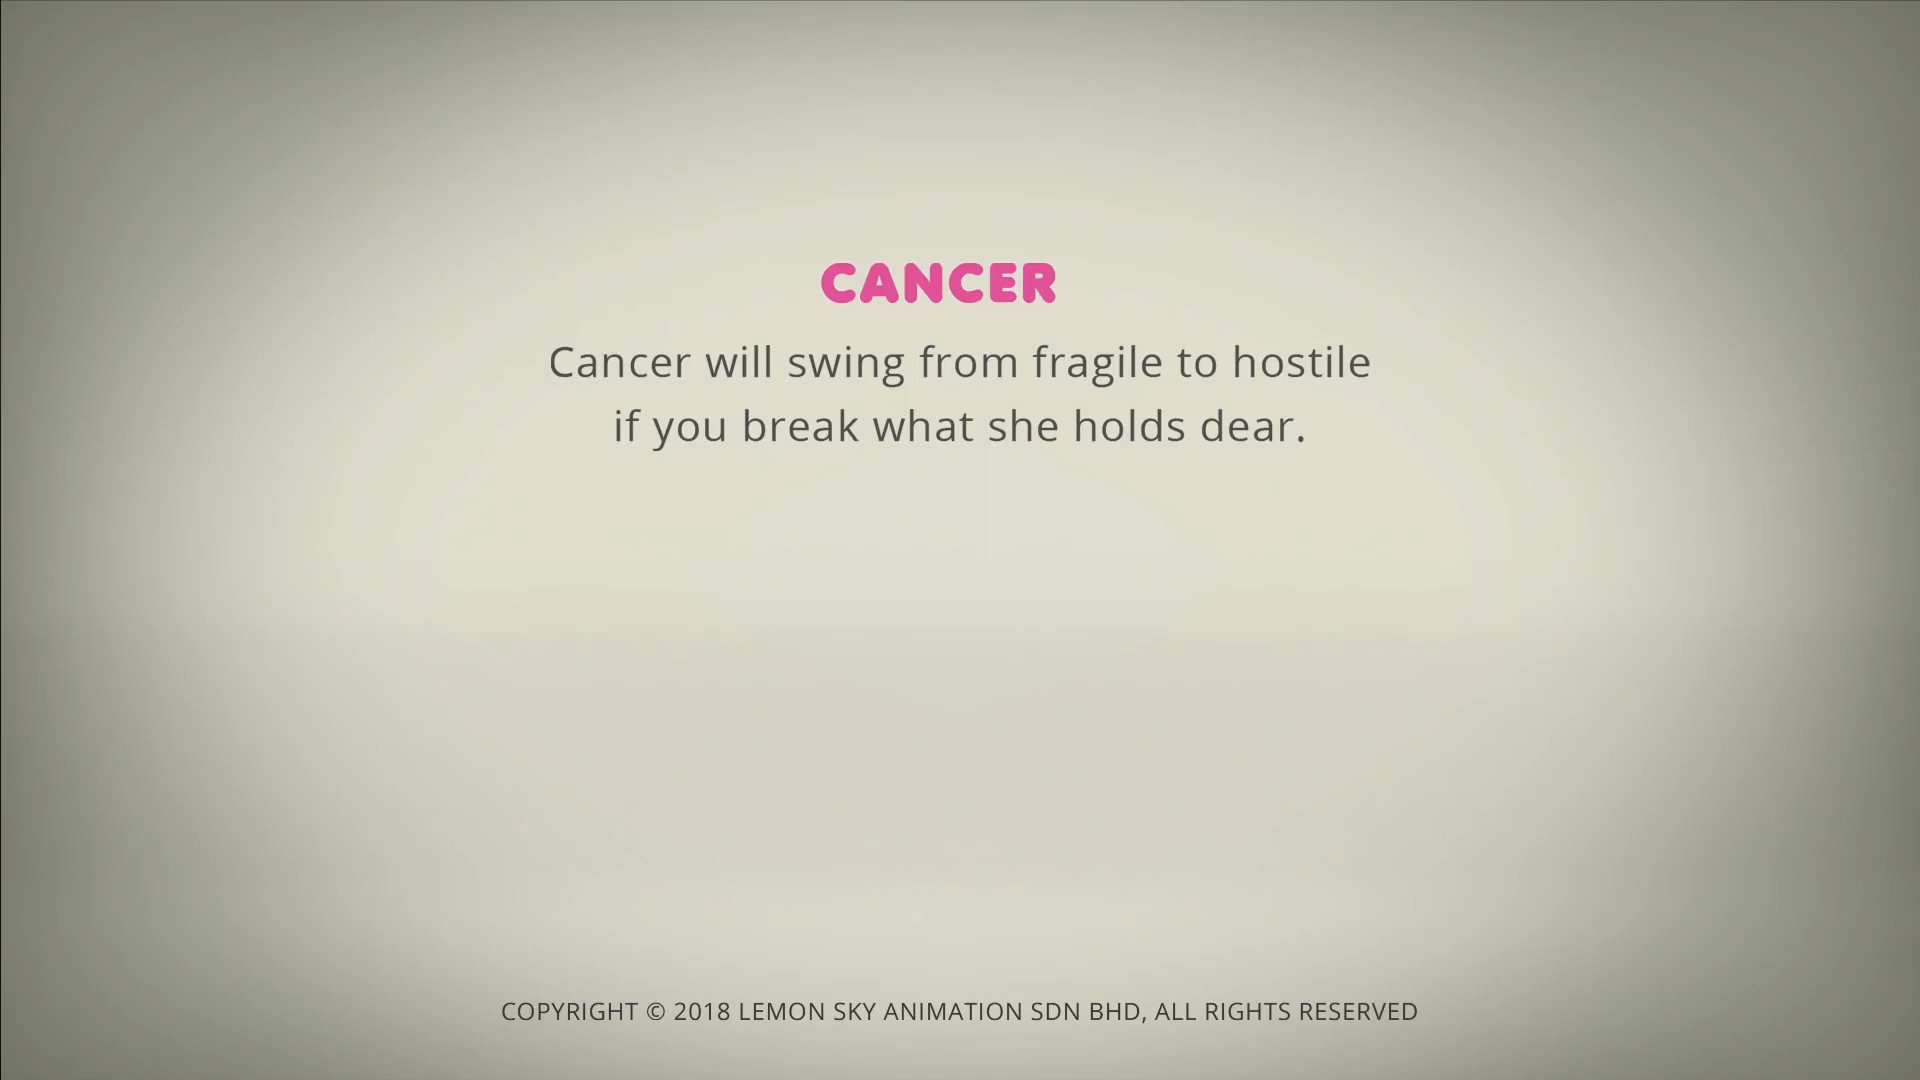 CANCER
Cancer will swing from fragile to hostile
if you break what she holds dear.
COPYRIGHT © 2018 LEMON SKY ANIMATION SDN BHD, ALL RIGHTS RESERVED